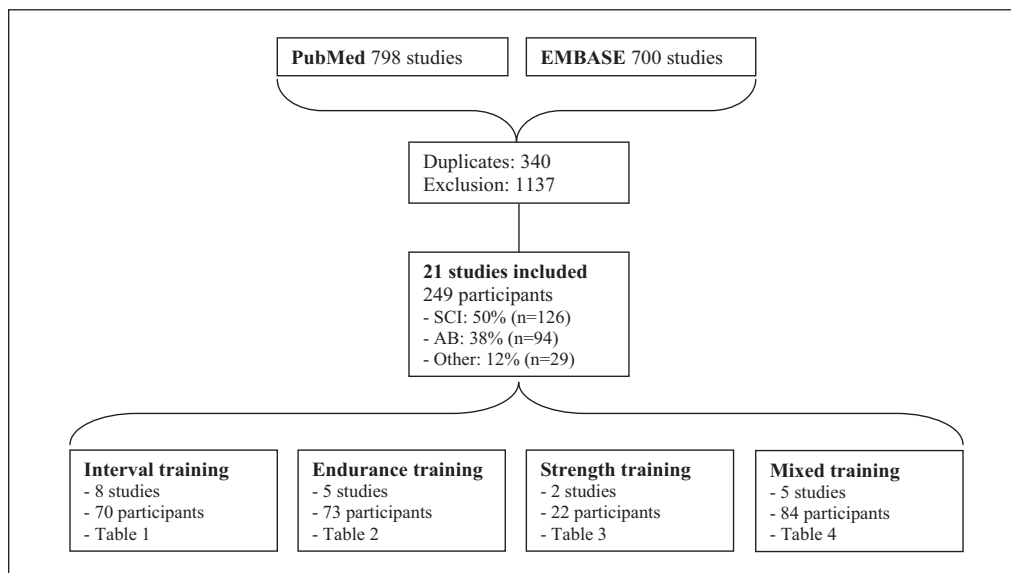 PubMed 798 studies
EMBASE 700 studies
Duplicates: 340
Exclusion: 1137
21 studies included
249 participants
- SCI: 50% (n=126)
- AB: 38% (n=94)
- Other: 12% (n=29)
Interval training
- 8 studies
- 70 participants
- Table 1
Endurance training
- 5 studies
- 73 participants
- Table 2
Strength training
- 2 studies
- 22 participants
- Table 3
Mixed training
- 5 studies
- 84 participants
- Table 4